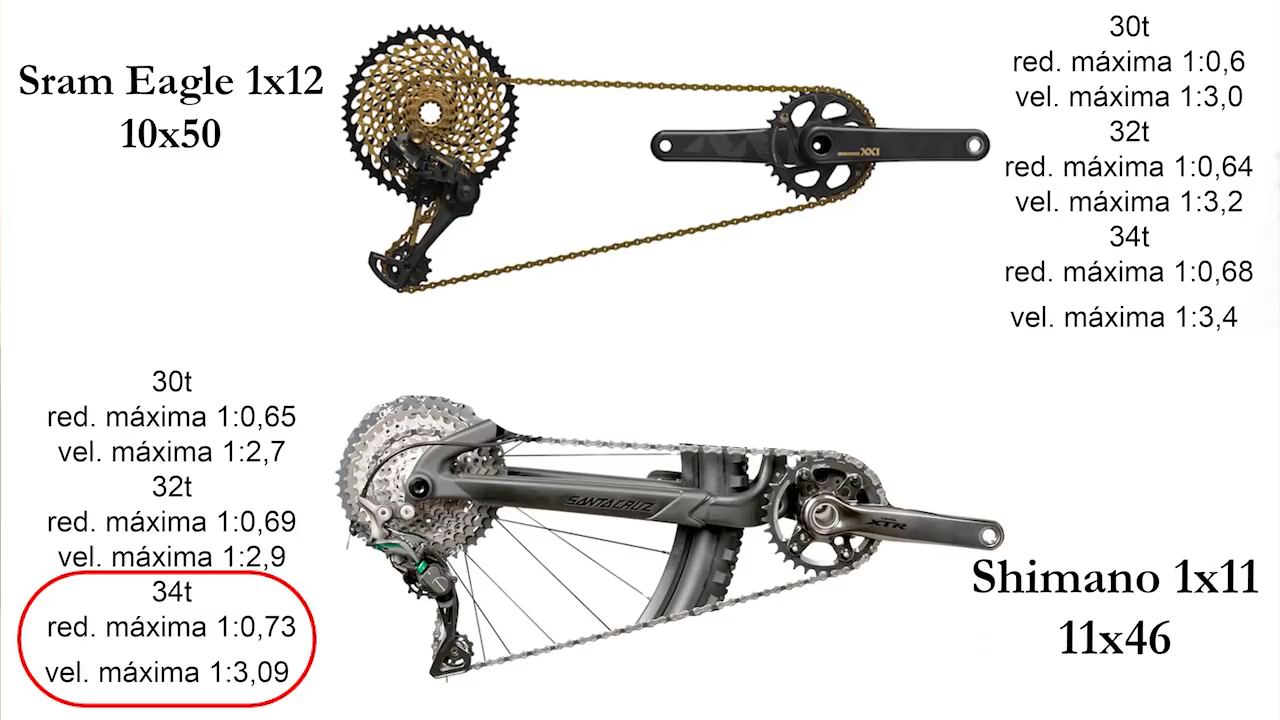 Sram Eagle 1x12
10x50
30t
red. máxima 1:0,6
vel. máxima 1:3,0
32t
red. máxima 1:0,64
vel. máxima 1:3,2
34t
red. máxima 1:0,68
vel. máxima 1:3,4
XX1
30t
red. máxima 1:0,65
vel. máxima 1:2,7
32t
red. máxima 1:0,69
vel. máxima 1:2,9
34t
red. máxima 1:0,73
vel. máxima 1:3,09
SANTACRUZ
XTR
Shimano 1x11
11x46